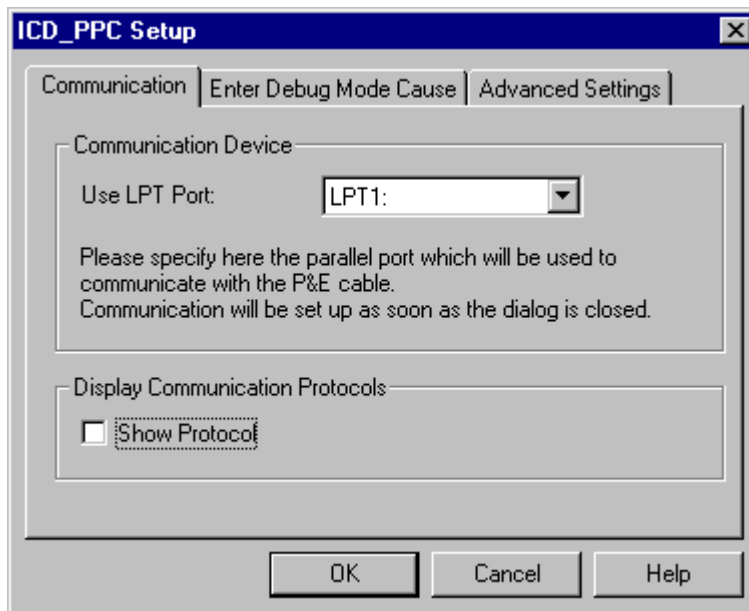 ICD_PPC Setup
Communication Enter Debug Mode Cause Advanced Settings
Communication Device
Use LPT Port: LPT1:
Please specify here the parallel port which will be used to
communicate with the P&E cable.
Communication will be set up as soon as the dialog is closed.
Display Communication Protocols
Show Protocol
OK Cancel Help